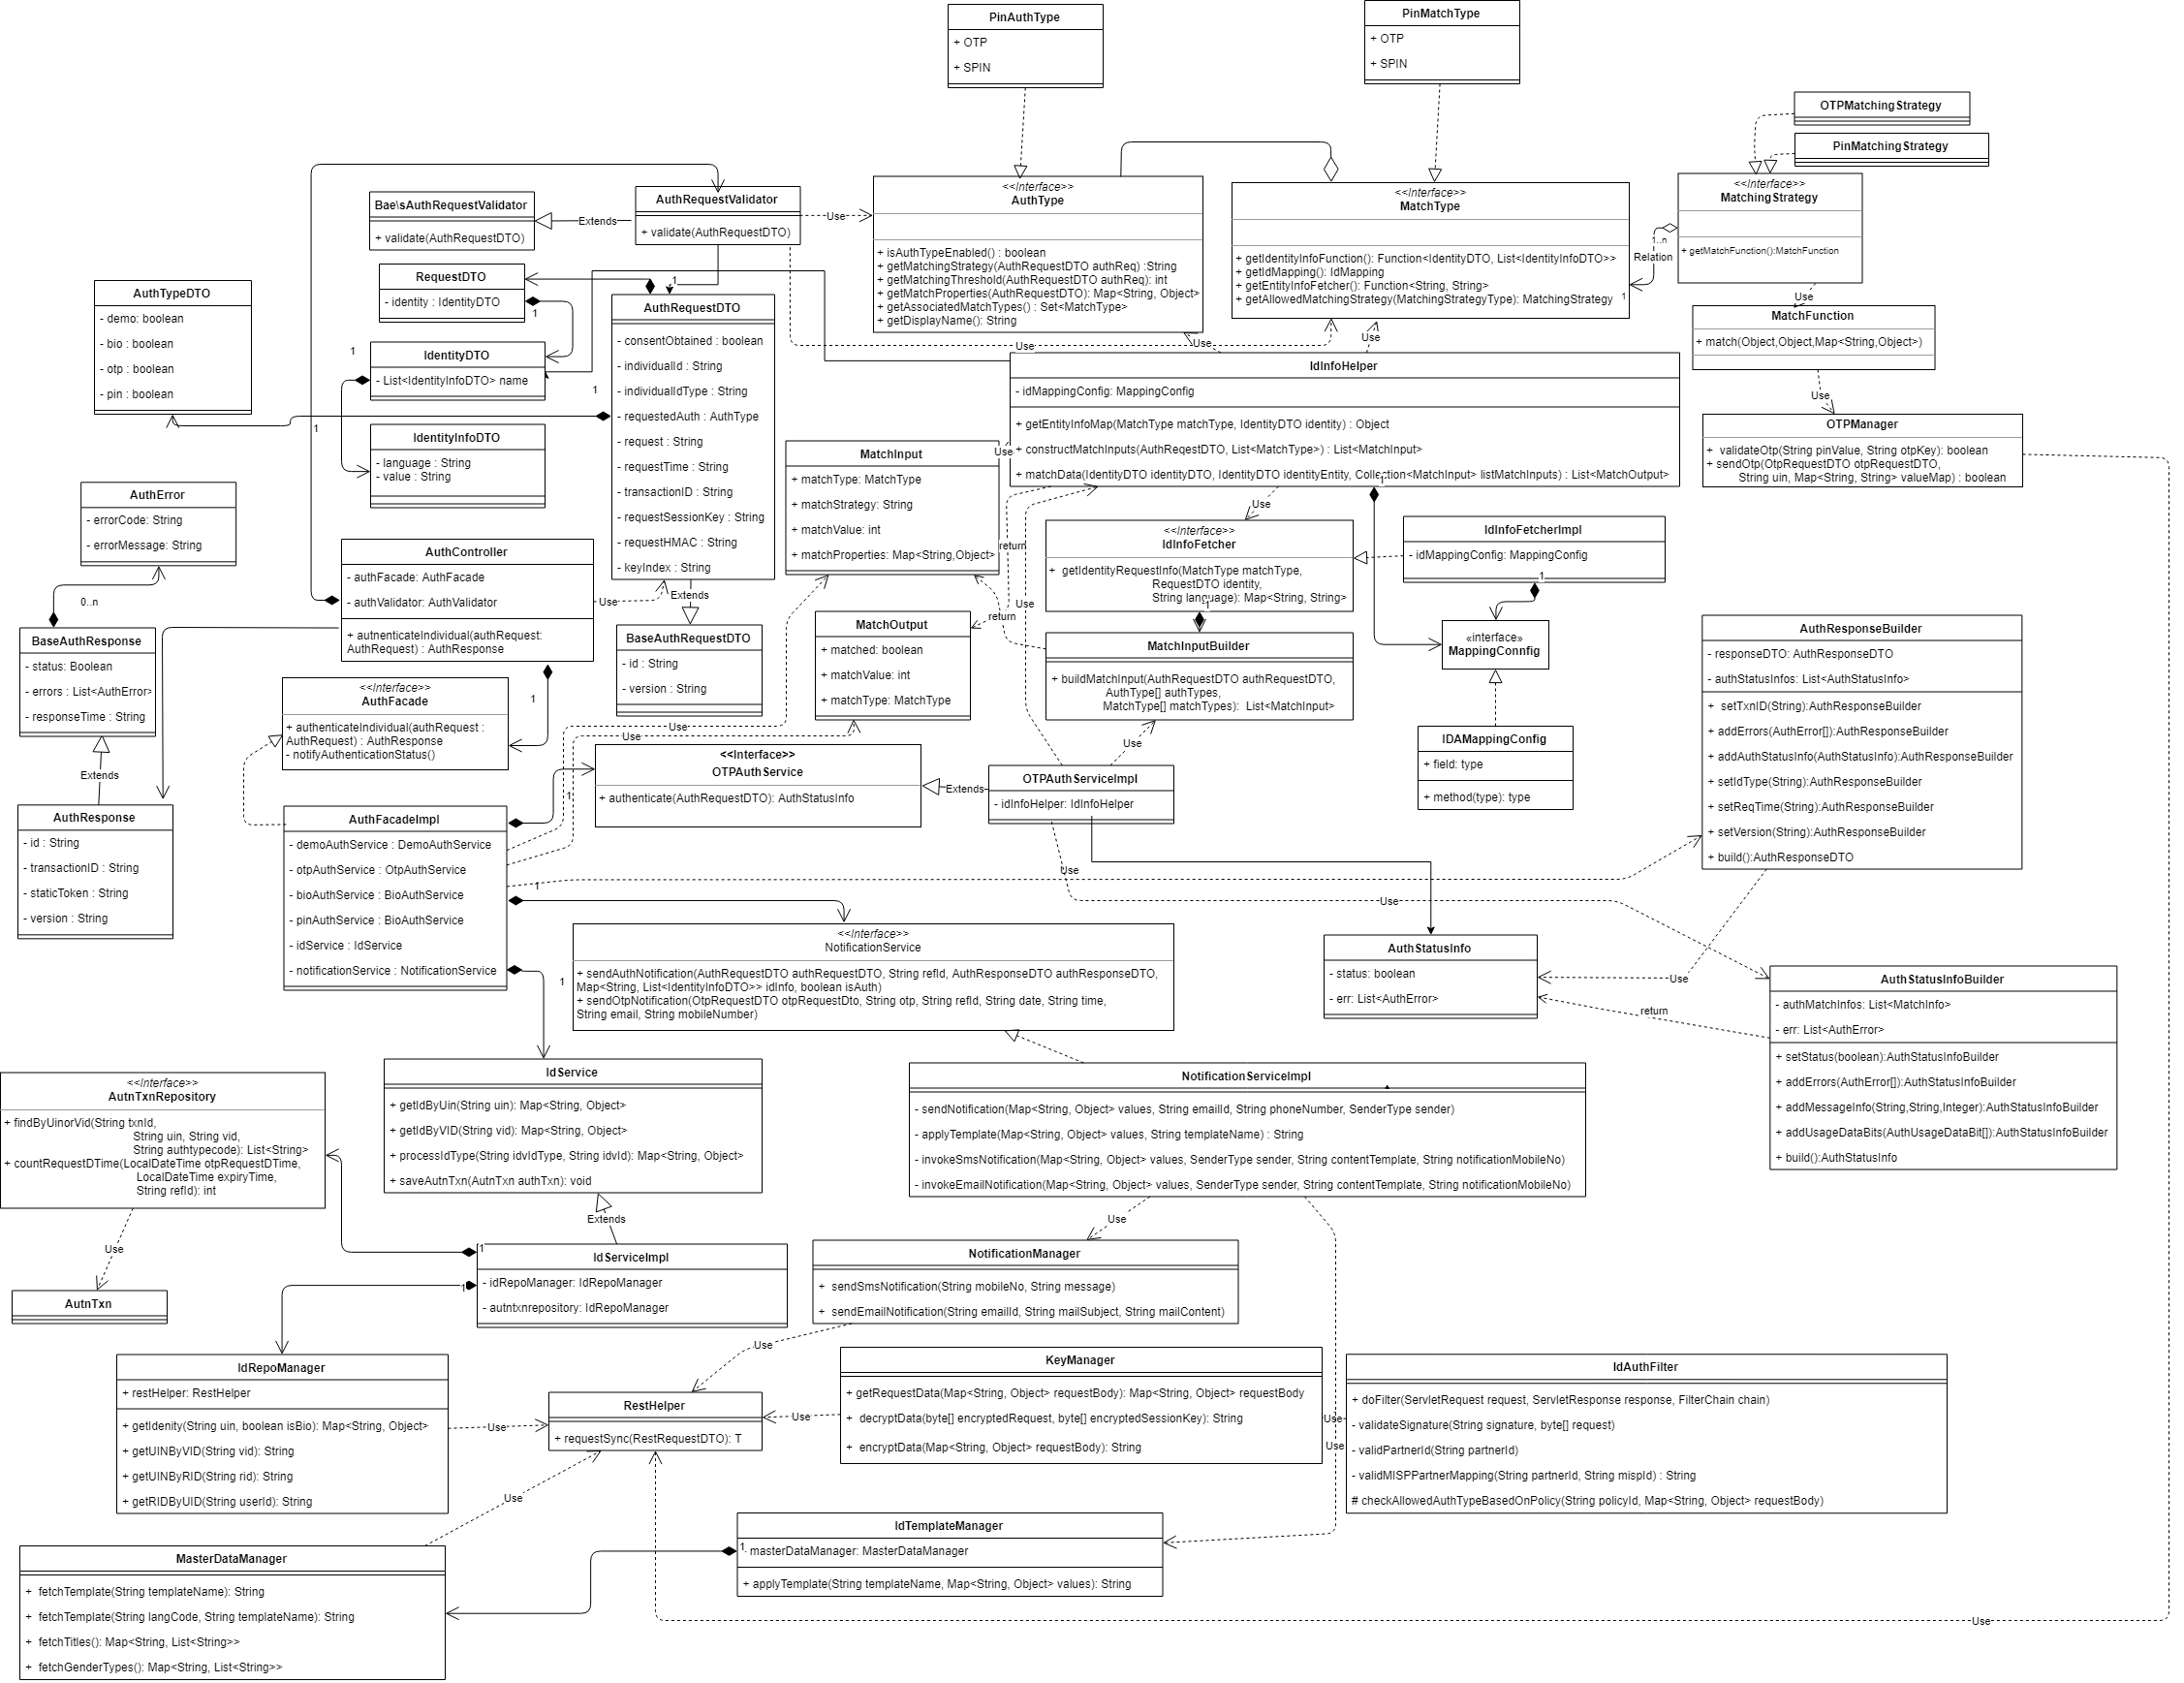 PinAuthType
+ OTP
+ SPIN
PinMatchType
+ OTP
+ SPIN
OTPMatchingStrategy
PinMatchingStrategy
<<Interface>>
MatchingStrategy
+ getMatchFunction():MatchFunction
<<Interface>>
AuthType
+ isAuthTypeEnabled() : boolean
+ getMatchingStrategy(AuthRequestDTO authReq) :String
+ getMatchingThreshold(AuthRequestDTO authReq): int
+ getMatchProperties(AuthRequestDTO): Map<String, Object>
+ getAssociatedMatchTypes() : Set<MatchType>
+ getDisplayName(): String
<<Interface>>
MatchType
+ getIdentityInfoFunction(): Function<IdentityDTO, List<IdentityInfoDTO>>
+ getIdMapping(): IdMapping
+ getEntityInfoFetcher(): Function<String, String>
+ getAllowedMatchingStrategy(MatchingStrategyType): MatchingStrategy
1..n
Relation
1
Use
Bae\sAuthRequestValidator
+ validate(AuthRequestDTO)
Extends
AuthRequestValidator
+ validate(AuthRequestDTO)
Use
RequestDTO
- identity : IdentityDTO
1
1
AuthTypeDTO
- demo: boolean
- bio : boolean
- otp : boolean
- pin : boolean
IdentityDTO
- List<IdentityInfoDTO> name
1
1
1
IdentityInfoDTO
- language : String
- value : String
AuthRequestDTO
- consentObtained : boolean
- individualId : String
- individualIdType : String
- requestedAuth : AuthType
- request : String
- requestTime : String
- transactionID : String
- requestSessionKey : String
- requestHMAC : String
- keyIndex : String
Extends
BaseAuthRequestDTO
- id : String
- version : String
MatchFunction
+ match(Object,Object,Map<String,Object>)
Use
OTPManager
+ validateOtp(String pinValue, String otpKey): boolean
+ sendOtp(OtpRequestDTO otpRequestDTO,
String uin, Map<String, String> valueMap) : boolean
Use
Use
Use
IdInfoHelper
- idMappingConfig: MappingConfig
+ getEntityInfoMap(MatchType matchType, IdentityDTO identity) : Object
+ constructMatchInputs(AuthReqestDTO, List<MatchType>) : List<MatchInput>
+ matchData(IdentityDTO identityDTO, IdentityDTO identityEntity, Collection<MatchInput> listMatchInputs) : List<MatchOutput>
1
Use
Use
MatchInput
+ matchType: MatchType
+ matchStrategy: String
+ matchValue: int
+ matchProperties: Map<String,Object>
return
Use
return
MatchOutput
+ matched: boolean
+ matchValue: int
+ matchType: MatchType
<<Interface>>
IdInfoFetcher
+ getIdentityRequestInfo(MatchType matchType,
RequestDTO identity,
String language): Map<String, String>
1
IdInfoFetcherImpl
- idMappingConfig: MappingConfig
1
MatchInputBuilder
+ buildMatchInput(AuthRequestDTO authRequestDTO,
AuthType[] authTypes,
MatchType[] matchTypes): List<MatchInput>
Use
<<interface>>
MappingConnfig
IDAMappingConfig
+ field: type
+ method(type): type
AuthError
- errorCode: String
- errorMessage: String
0..n
BaseAuthResponse
- status: Boolean
- errors : List<AuthError>
- responseTime : String
Extends
AuthResponse
- id : String
- transactionID : String
- staticToken : String
- version : String
AuthController
- authFacade: AuthFacade
- authValidator: AuthValidator
+ autnenticateIndividual(authRequest:
AuthRequest) : AuthResponse
Use
1
<<Interface>>
AuthFacade
+ authenticateIndividual(authRequest :
AuthRequest) : AuthResponse
- notifyAuthenticationStatus()
AuthFacadeImpl
- demoAuthService : DemoAuthService
- otpAuthService : OtpAuthService
- bioAuthService : BioAuthService
- pinAuthService : BioAuthService
- idService : IdService
- notificationService : NotificationService
Use
Use
1
1
1
<<Interface>>
OTPAuthService
+ authenticate(AuthRequestDTO): AuthStatusInfo
Extends
OTPAuthServiceImpl
- idInfoHelper: IdInfoHelper
Use
Use
Use
AuthResponseBuilder
- responseDTO: AuthResponseDTO
- authStatusInfos: List<AuthStatusInfo>
+ setTxnID(String):AuthResponseBuilder
+ addErrors(AuthError[]):AuthResponseBuilder
+ addAuthStatusInfo(AuthStatusInfo):AuthResponseBuilder
+ setIdType(String):AuthResponseBuilder
+ setReqTime(String):AuthResponseBuilder
+ setVersion(String):AuthResponseBuilder
+ build():AuthResponseDTO
AuthStatusInfo
- status: boolean
- err: List<AuthError>
return
AuthStatusInfoBuilder
- authMatchInfos: List<MatchInfo>
- err: List<AuthError>
+ setStatus(boolean):AuthStatusInfoBuilder
+ addErrors(AuthError[]):AuthStatusInfoBuilder
+ addMessageInfo(String,String,Integer):AuthStatusInfoBuilder
+ addUsageDataBits(AuthUsageDataBit[]):AuthStatusInfoBuilder
+ build():AuthStatusInfo
<<Interface>>
NotificationService
+ sendAuthNotification(AuthRequestDTO authRequestDTO, String refId, AuthResponseDTO authResponseDTO,
Map<String, List<IdentityInfoDTO>> idInfo, boolean isAuth)
+ sendOtpNotification(OtpRequestDTO otpRequestDto, String otp, String refId, String date, String time,
String email, String mobileNumber)
NotificationServiceImpl
- sendNotification(Map<String, Object> values, String emailId, String phoneNumber, SenderType sender)
- applyTemplate(Map<String, Object> values, String templateName) : String
- invokeSmsNotification(Map<String, Object> values, SenderType sender, String contentTemplate, String notificationMobileNo)
- invokeEmailNotification(Map<String, Object> values, SenderType sender, String contentTemplate, String notificationMobileNo)
Use
IdService
+ getIdByUin(String uin): Map<String, Object>
+ getIdByVID(String vid): Map<String, Object>
+ processIdType(String idvIdType, String idvId): Map<String, Object>
+ saveAutnTxn(AutnTxn authTxn): void
Extends
<<Interface>>
AutnTxnRepository
+ findByUinorVid(String txnId,
String uin, String vid,
String authtypecode): List<String>
+ countRequestDTime(LocalDateTime otpRequestDTime,
LocalDateTime expiryTime,
String refId): int
Use
AutnTxn
1
1
IdServiceImpl
- idRepoManager: IdRepoManager
- autntxnrepository: IdRepoManager
NotificationManager
+ sendSmsNotification(String mobileNo, String message)
+ sendEmailNotification(String emailId, String mailSubject, String mailContent)
Use
IdRepoManager
+ restHelper: RestHelper
+ getIdenity(String uin, boolean isBio): Map<String, Object>
+ getUINByVID(String vid): String
+ getUINByRID(String rid): String
+ getRIDByUID(String userId): String
Use
RestHelper
+ requestSync(RestRequestDTO): T
Use
KeyManager
+ getRequestData(Map<String, Object> requestBody): Map<String, Object> requestBody
+ decryptData(byte[] encryptedRequest, byte[] encryptedSessionKey): String
+ encryptData(Map<String, Object> requestBody): String
Use
Use
IdAuthFilter
+ doFilter(ServletRequest request, ServletResponse response, FilterChain chain)
- validateSignature(String signature, byte[] request)
- validPartnerId(String partnerId)
- validMISPPartnerMapping(String partnerId, String mispId) : String
# checkAllowedAuthTypeBasedOnPolicy(String policyId, Map<String, Object> requestBody)
Use
MasterDataManager
+ fetchTemplate(String templateName): String
+ fetchTemplate(String langCode, String templateName): String
+ fetchTitles(): Map<String, List<String>>
+ fetchGenderTypes(): Map<String, List<String>>
IdTemplateManager
1
- masterDataManager: MasterDataManager
+ applyTemplate(String templateName, Map<String, Object> values): String
Use